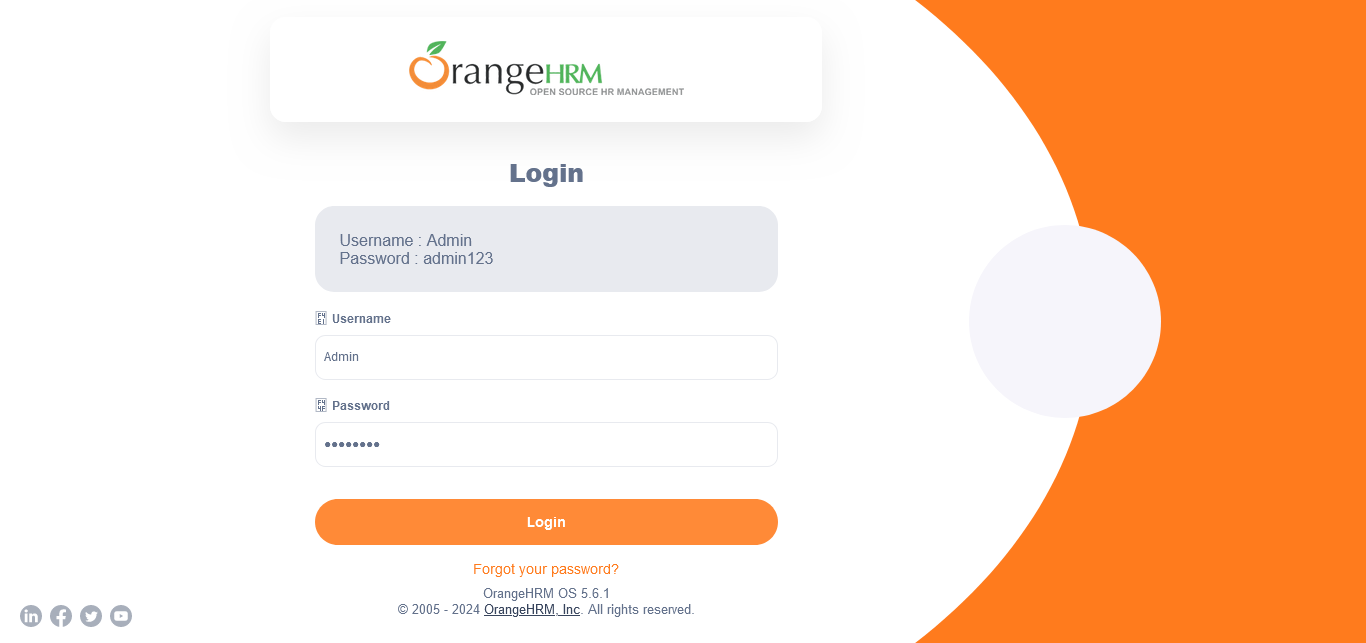 OrangeHRM
OPEN SOURCE HR MANAGEMENT
Login
Username : Admin
Password : admin123
Username
Admin
Password
••••••••
Login
Forgot your password?
OrangeHRM OS 5.6.1
© 2005 - 2024 OrangeHRM, Inc. All rights reserved.